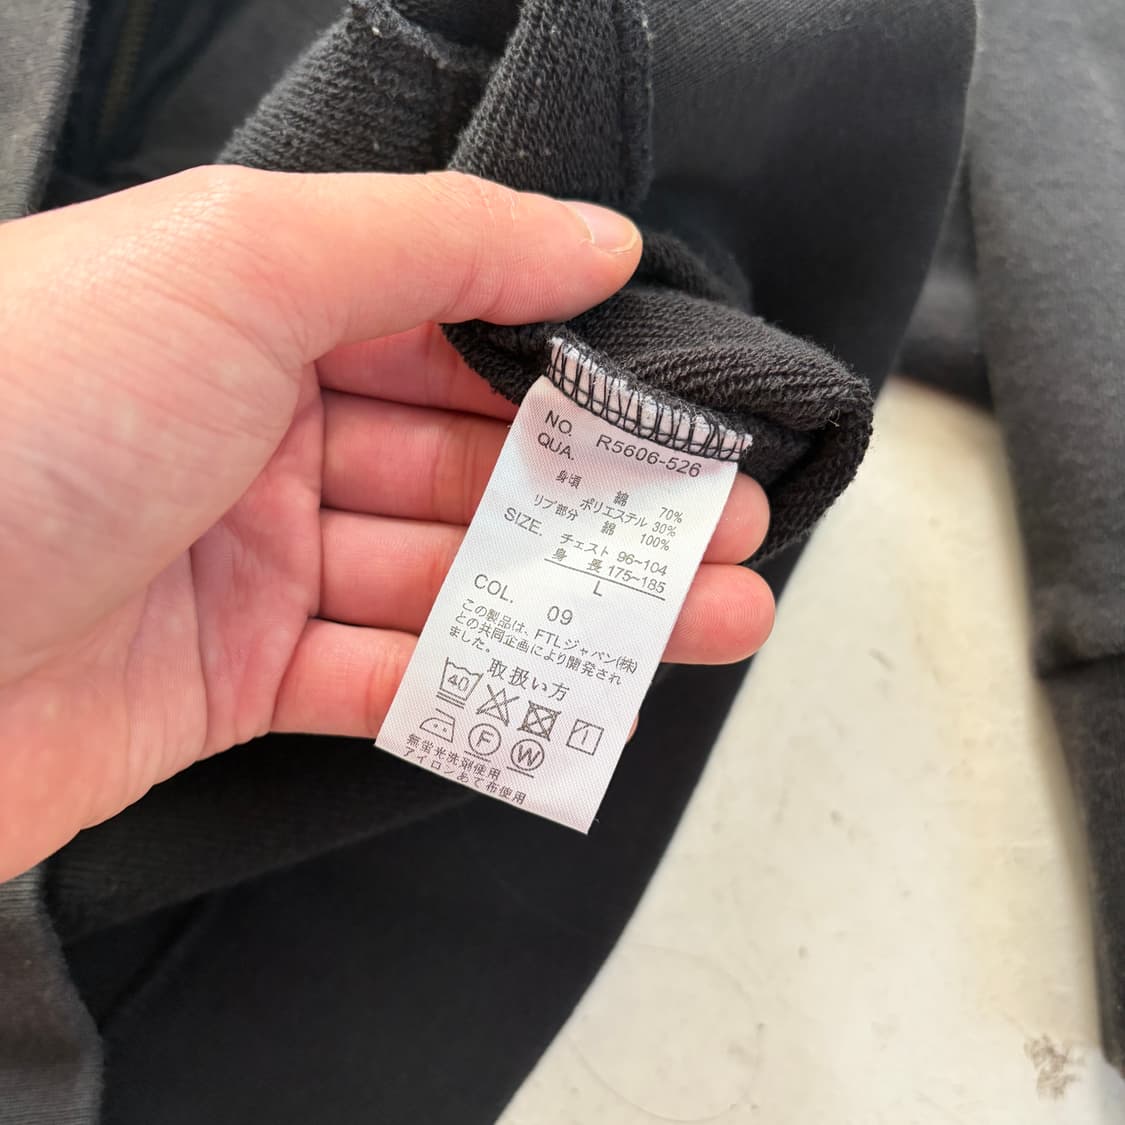 NO. R5606-526
QUA.
身頃 綿 70%
ポリエステル 30%
リブ部分 綿 100%
SIZE.
チェスト 96~104
身 長 175~185
L
COL. 09
この製品は、FTLジャパン(株)
との共同企画により開発され
ました。
取扱い方
40
F W
無蛍光洗剤使用
アイロンあて布使用